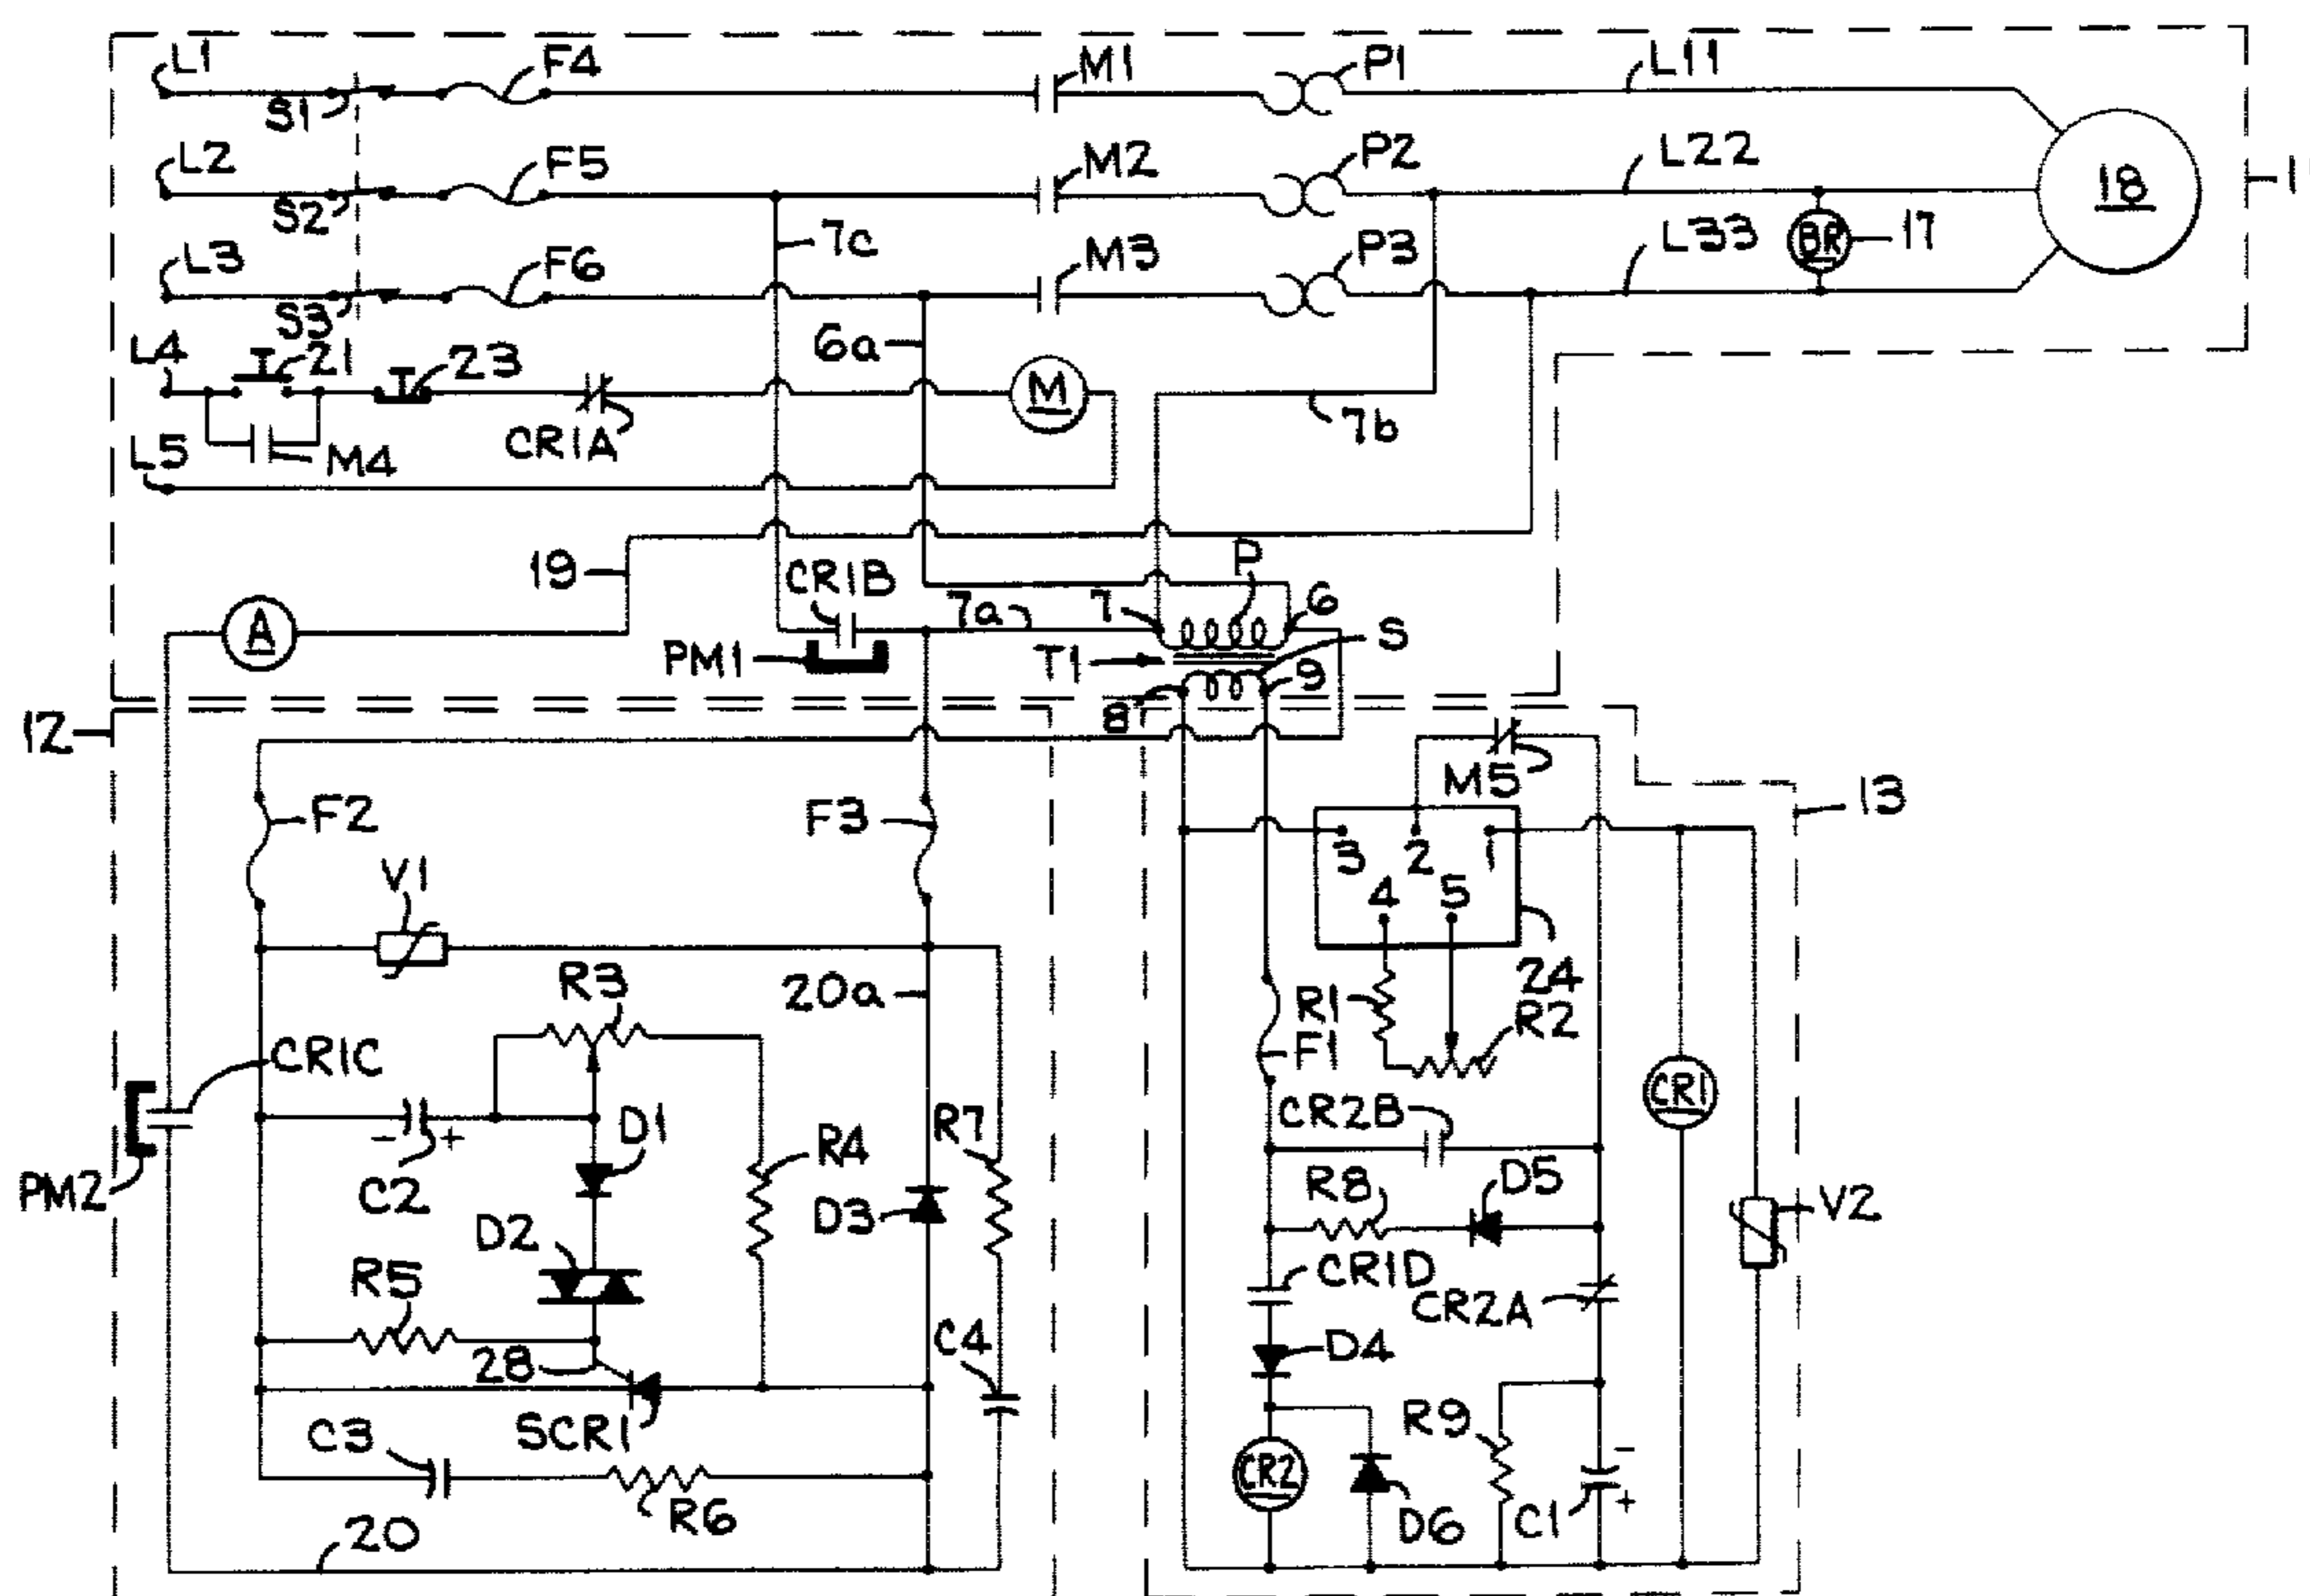 L1
S1
F4
M1
P1
L11
L2
S2
F5
M2
P2
L22
18
1
7c
BR
17
L3
S3
F6
M3
P3
L33
L4
21
23
6a
M
7b
CR1A
M4
L5
19
CR1B
P
7a
7
6
A
PM1
T1
S
9
8
12
M5
13
F2
F3
3
2
1
4
5
V1
24
R3
20a
R1
R2
F1
CR1C
CR1
CR2B
D1
R4
R7
C2
R8
D5
PM2
D3
V2
D2
R5
CR1D
CR2A
C4
D4
28
SCR1
C3
R9
CR2
R6
D6
C1
20
-
+
-
+